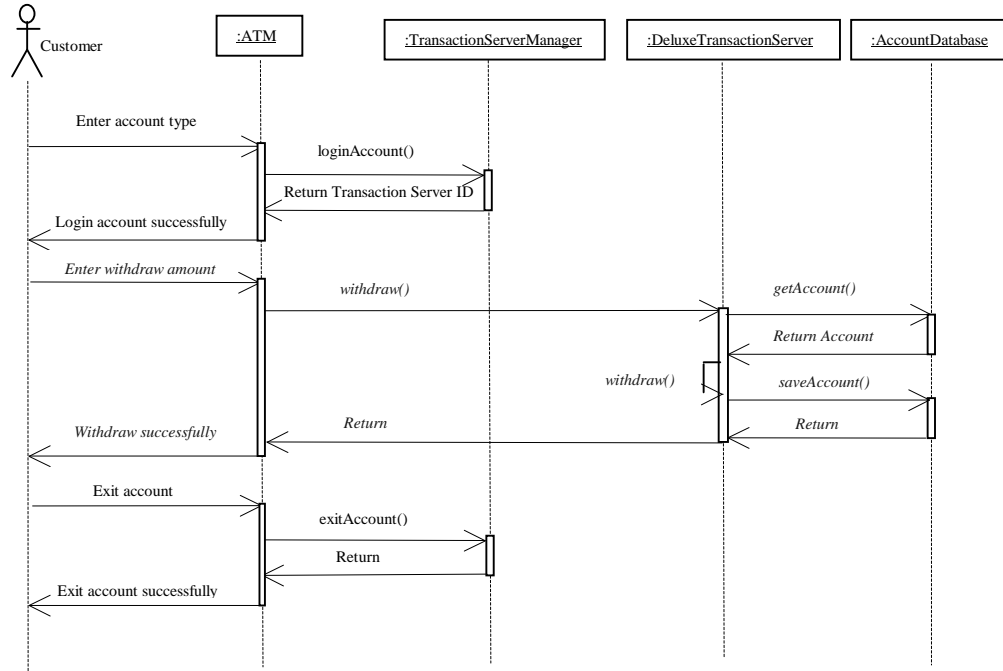 Customer
:ATM
:TransactionServerManager
:DeluxeTransactionServer
:AccountDatabase
Enter account type
loginAccount()
Return Transaction Server ID
Login account successfully
Enter withdraw amount
withdraw()
getAccount()
Return Account
withdraw()
saveAccount()
Return
Return
Withdraw successfully
Exit account
exitAccount()
Return
Exit account successfully